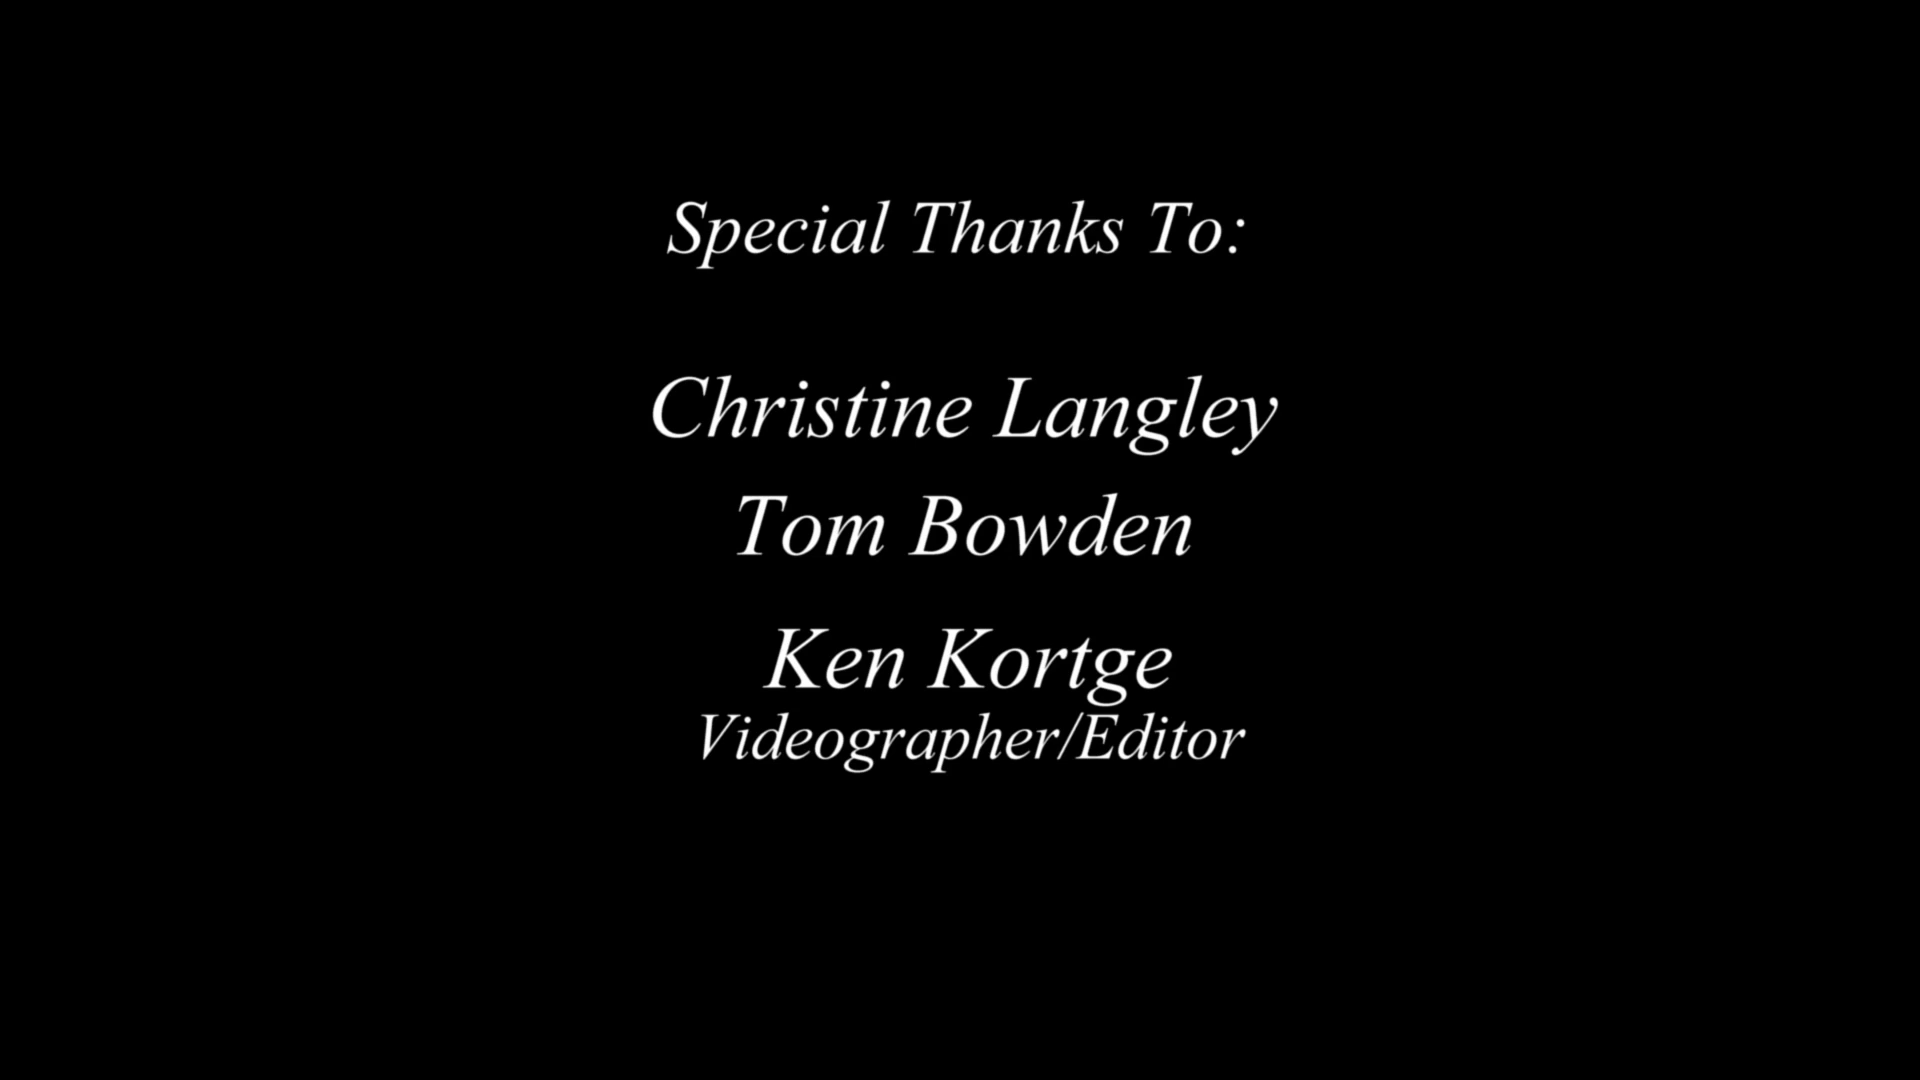 Special Thanks To:
Christine Langley
Tom Bowden
Ken Kortge
Videographer/Editor